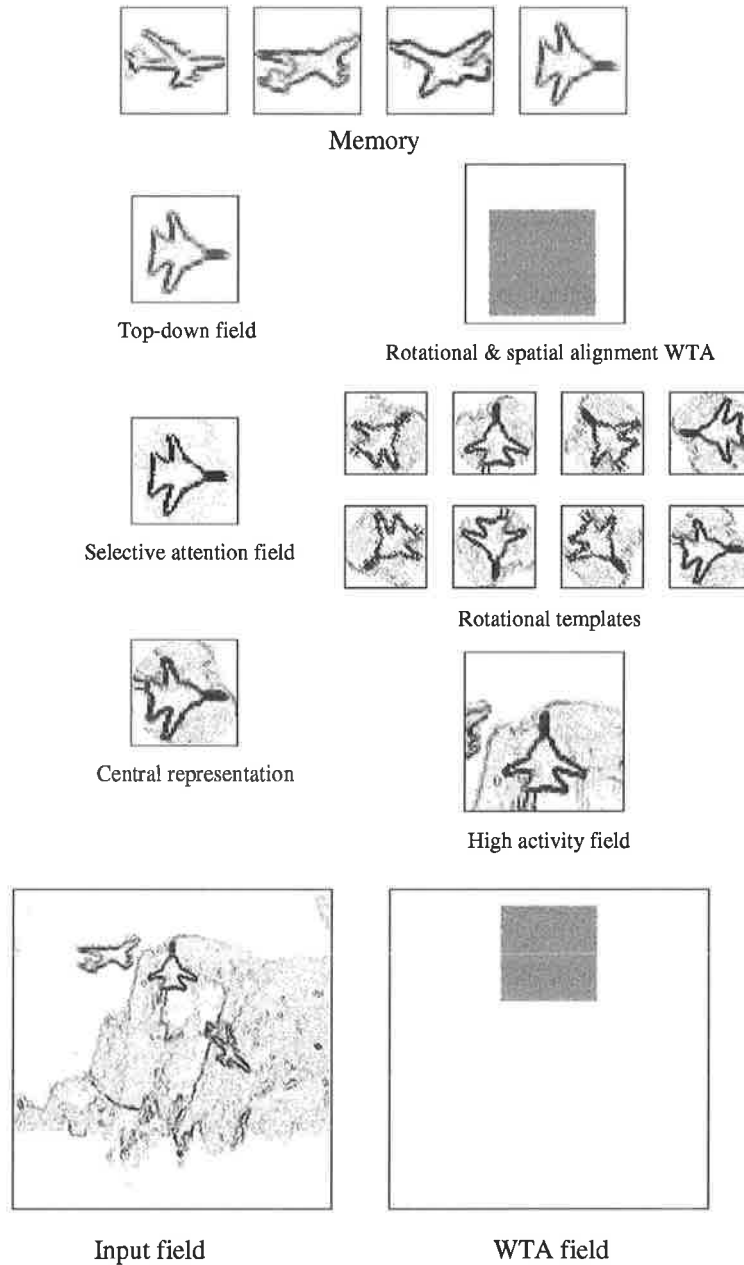 Memory
Top-down field
Rotational & spatial alignment WTA
Selective attention field
Rotational templates
Central representation
High activity field
Input field
WTA field